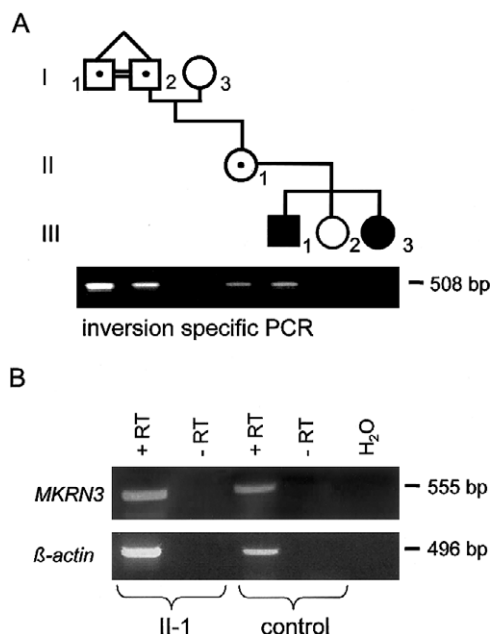 A
I
1 2 3
II
1
III
1 2 3
508 bp
inversion specific PCR
B
+ RT - RT + RT - RT H₂O
MKRN3 555 bp
ß-actin 496 bp
II-1 control